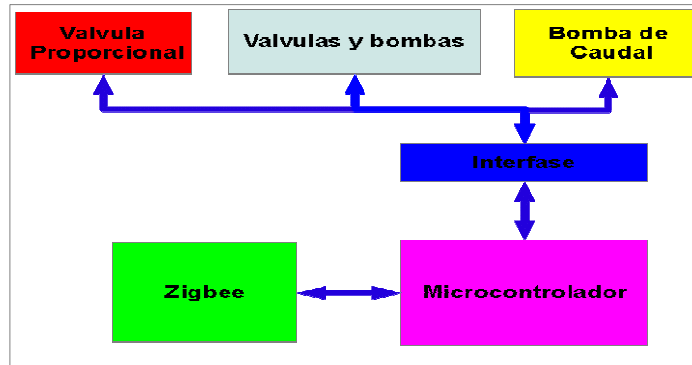 Valvula
Proporcional
Valvulas y bombas
Bomba de
Caudal
Interfase
Zigbee
Microcontrolador